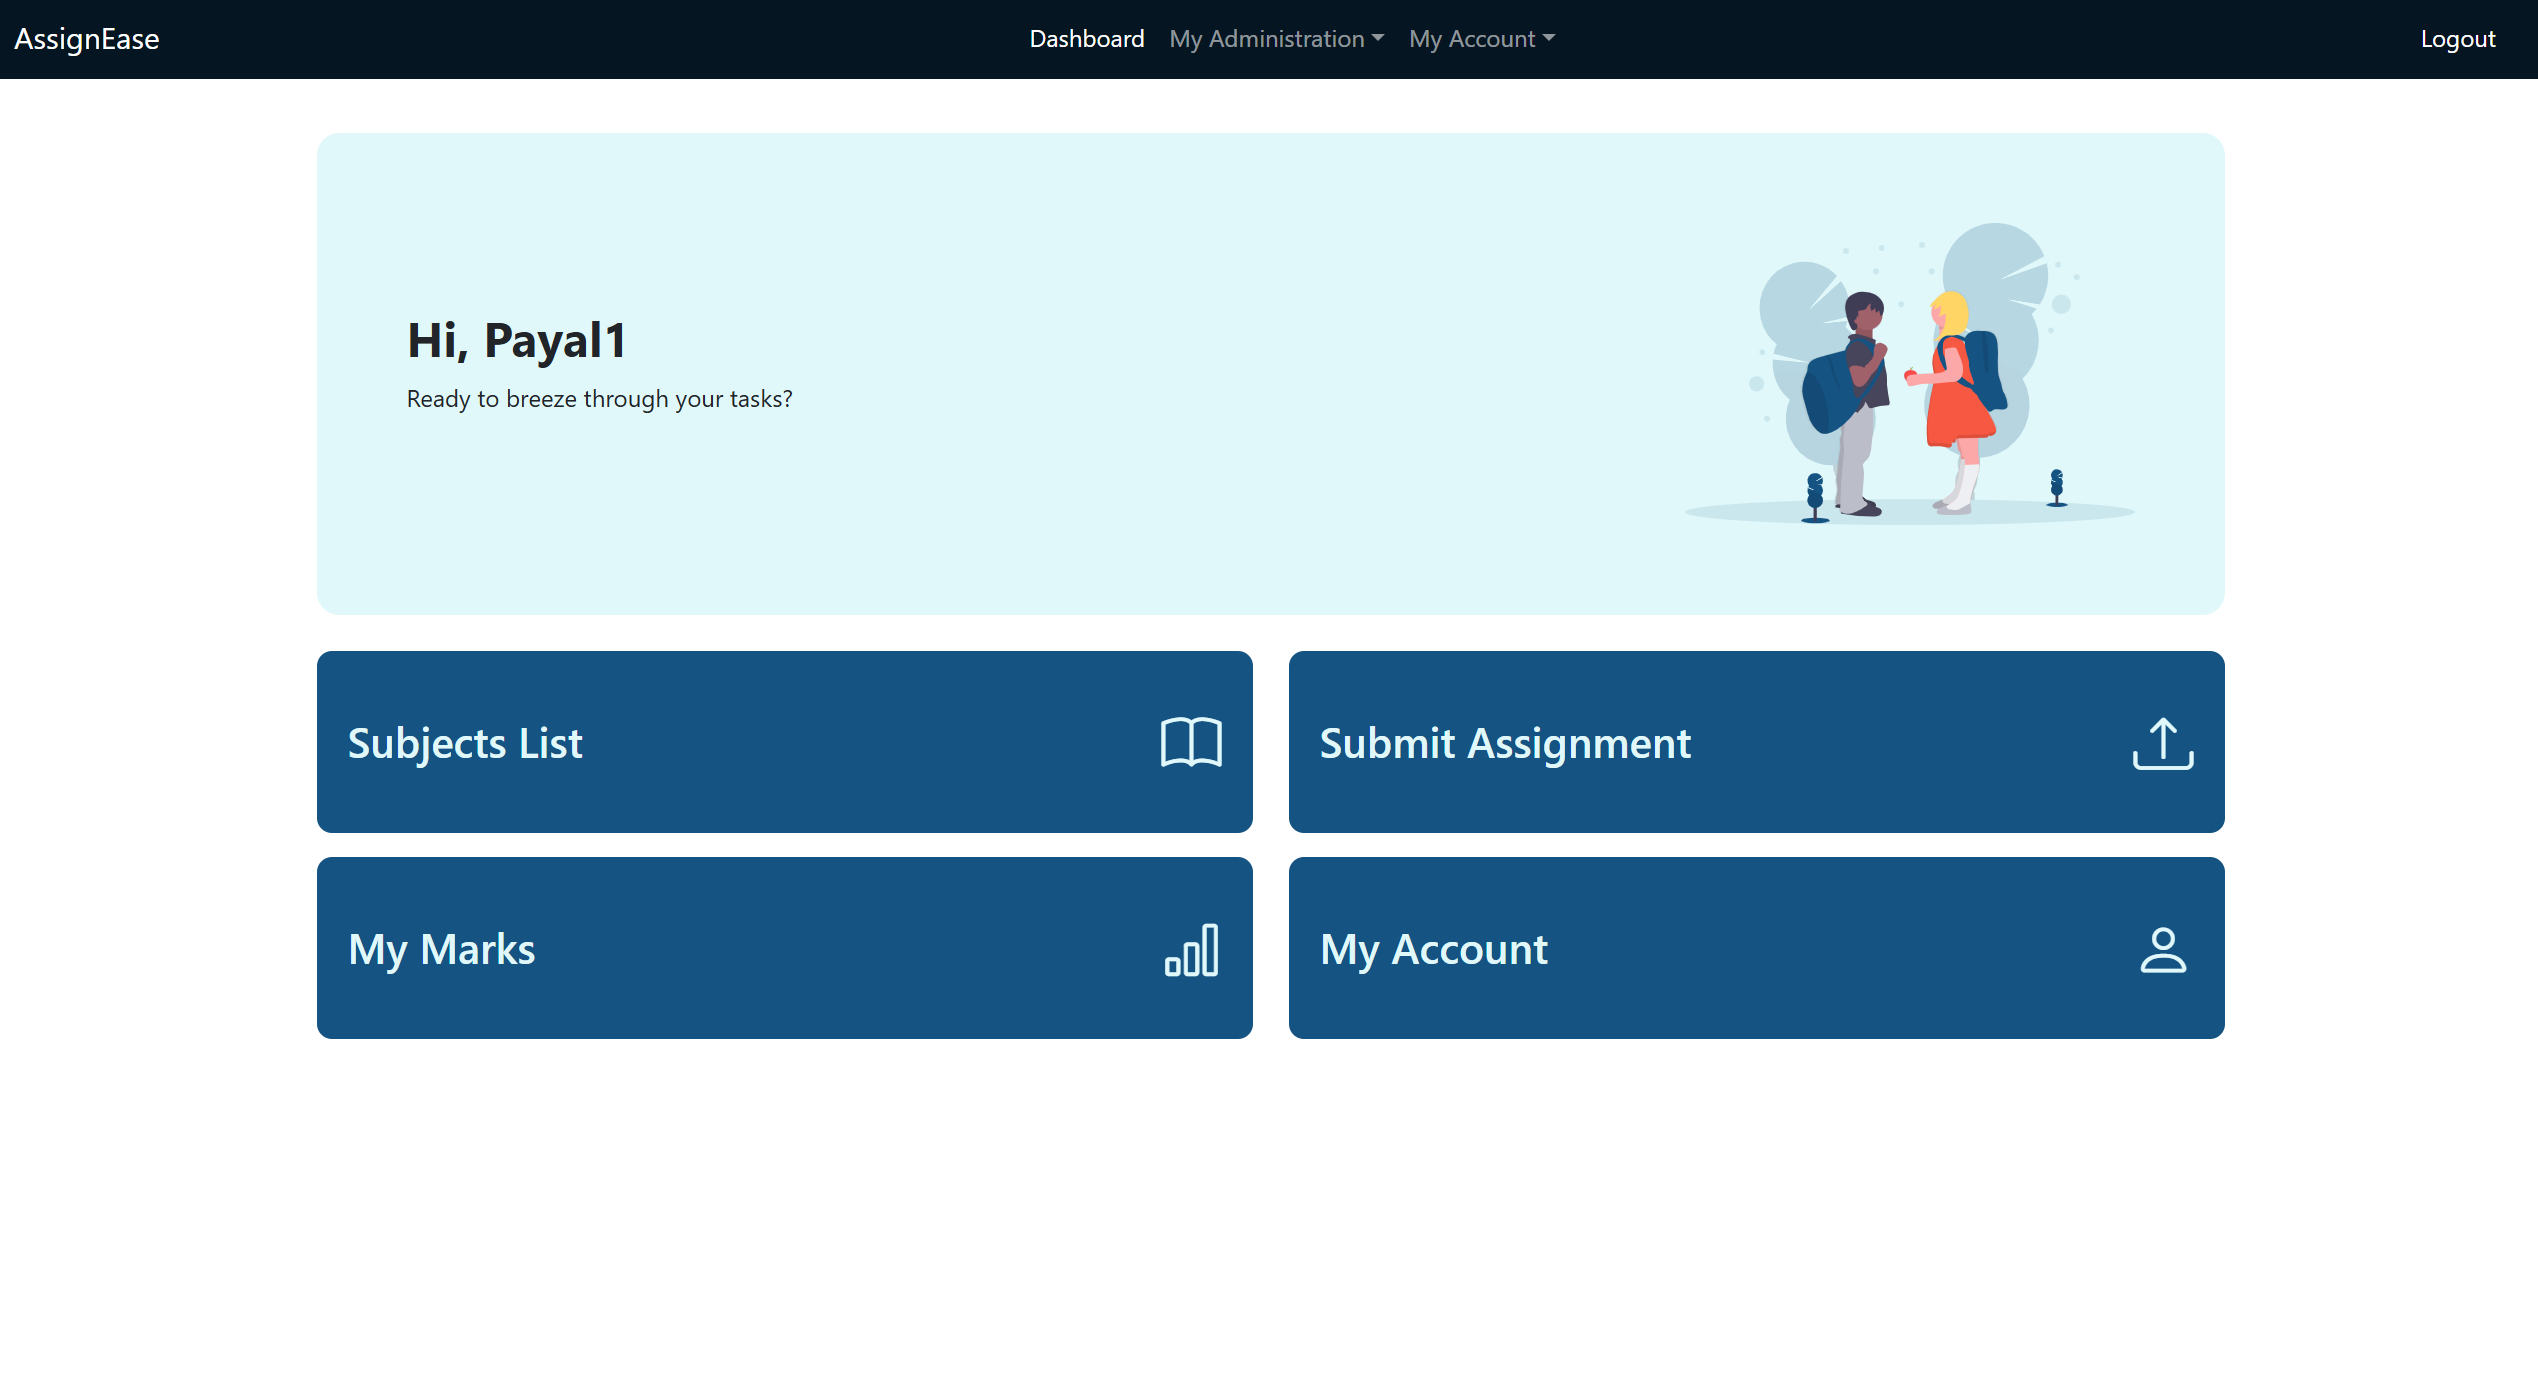 AssignEase
Dashboard
My Administration
My Account
Logout
Hi, Payal1
Ready to breeze through your tasks?
Subjects List
Submit Assignment
My Marks
My Account